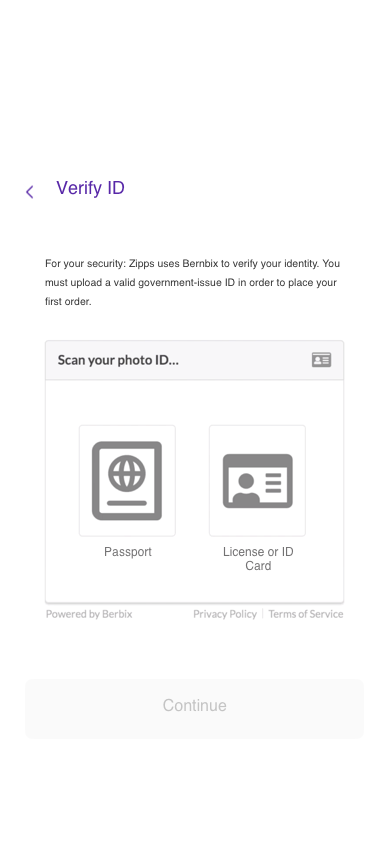 Verify ID
For your security: Zipps uses Bernbix to verify your identity. You
must upload a valid government-issue ID in order to place your
first order.
Scan your photo ID...
Passport
License or ID
Card
Powered by Berbix
Privacy Policy | Terms of Service
Continue